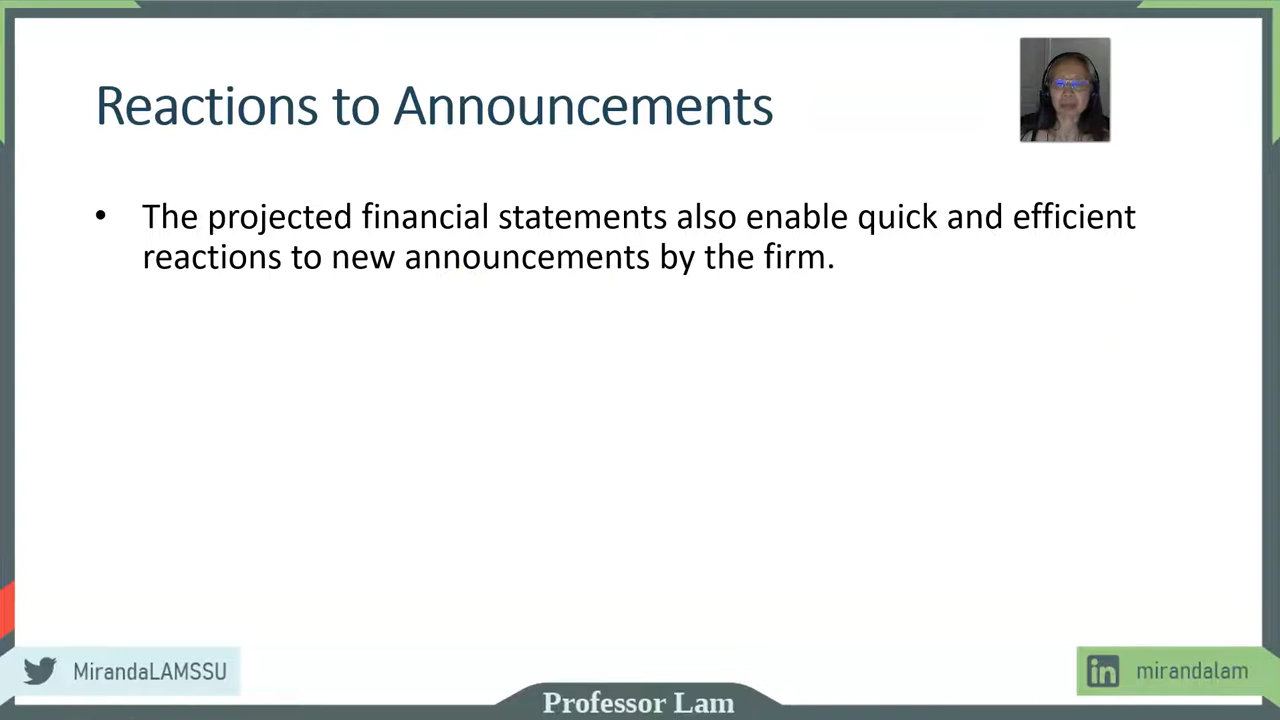 Reactions to Announcements
• The projected financial statements also enable quick and efficient
reactions to new announcements by the firm.
MirandaLAMSSU
in mirandalam
Professor Lam